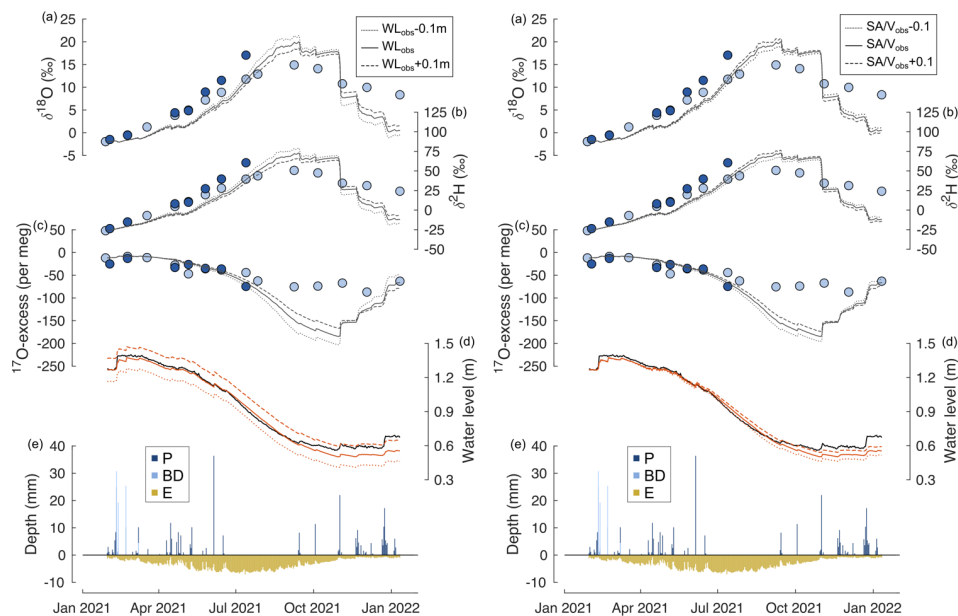 (a)
25
20
15
10
5
0
-5
δ¹⁸O (‰)
WLobs-0.1m
WLobs
WLobs+0.1m
(b)
125
100
75
50
25
0
-25
-50
δ²H (‰)
(c)
50
0
-50
-100
-150
-200
-250
¹⁷O-excess (per meg)
(d)
1.5
1.2
0.9
0.6
0.3
Water level (m)
(e)
40
30
20
10
0
-10
Depth (mm)
P
BD
E
Jan 2021
Apr 2021
Jul 2021
Oct 2021
Jan 2022
(a)
25
20
15
10
5
0
-5
δ¹⁸O (‰)
SA/Vobs-0.1
SA/Vobs
SA/Vobs+0.1
(b)
125
100
75
50
25
0
-25
-50
δ²H (‰)
(c)
50
0
-50
-100
-150
-200
-250
¹⁷O-excess (per meg)
(d)
1.5
1.2
0.9
0.6
0.3
Water level (m)
(e)
40
30
20
10
0
-10
Depth (mm)
P
BD
E
Jan 2021
Apr 2021
Jul 2021
Oct 2021
Jan 2022